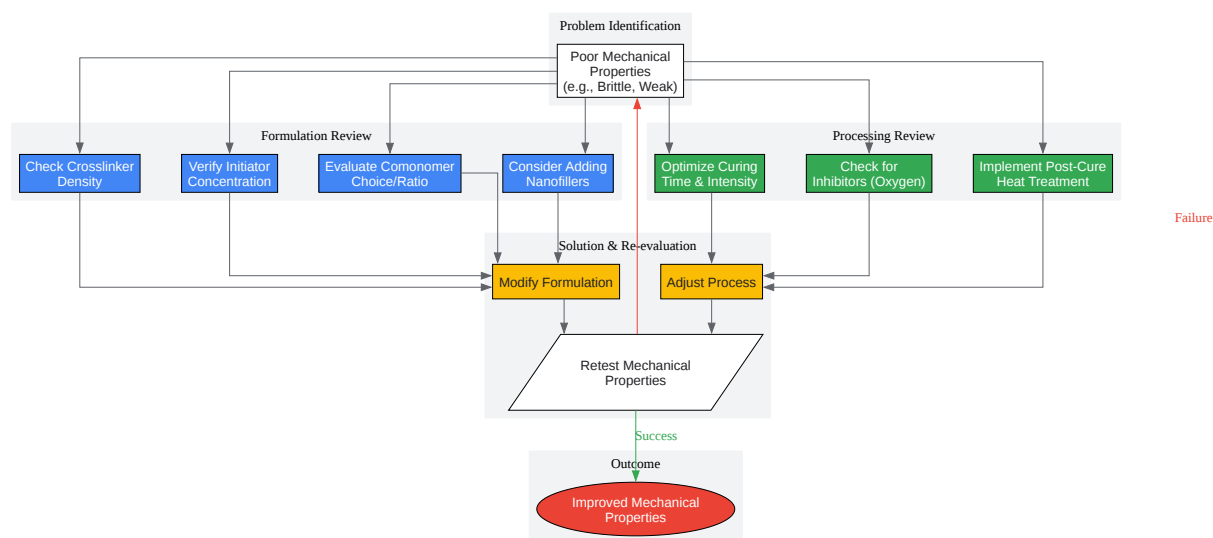 Problem Identification
Poor Mechanical
Properties
(e.g., Brittle, Weak)
Formulation Review
Processing Review
Check Crosslinker
Density
Verify Initiator
Concentration
Evaluate Comonomer
Choice/Ratio
Consider Adding
Nanofillers
Optimize Curing
Time & Intensity
Check for
Inhibitors (Oxygen)
Implement Post-Cure
Heat Treatment
Failure
Solution & Re-evaluation
Modify Formulation
Adjust Process
Retest Mechanical
Properties
Success
Outcome
Improved Mechanical
Properties